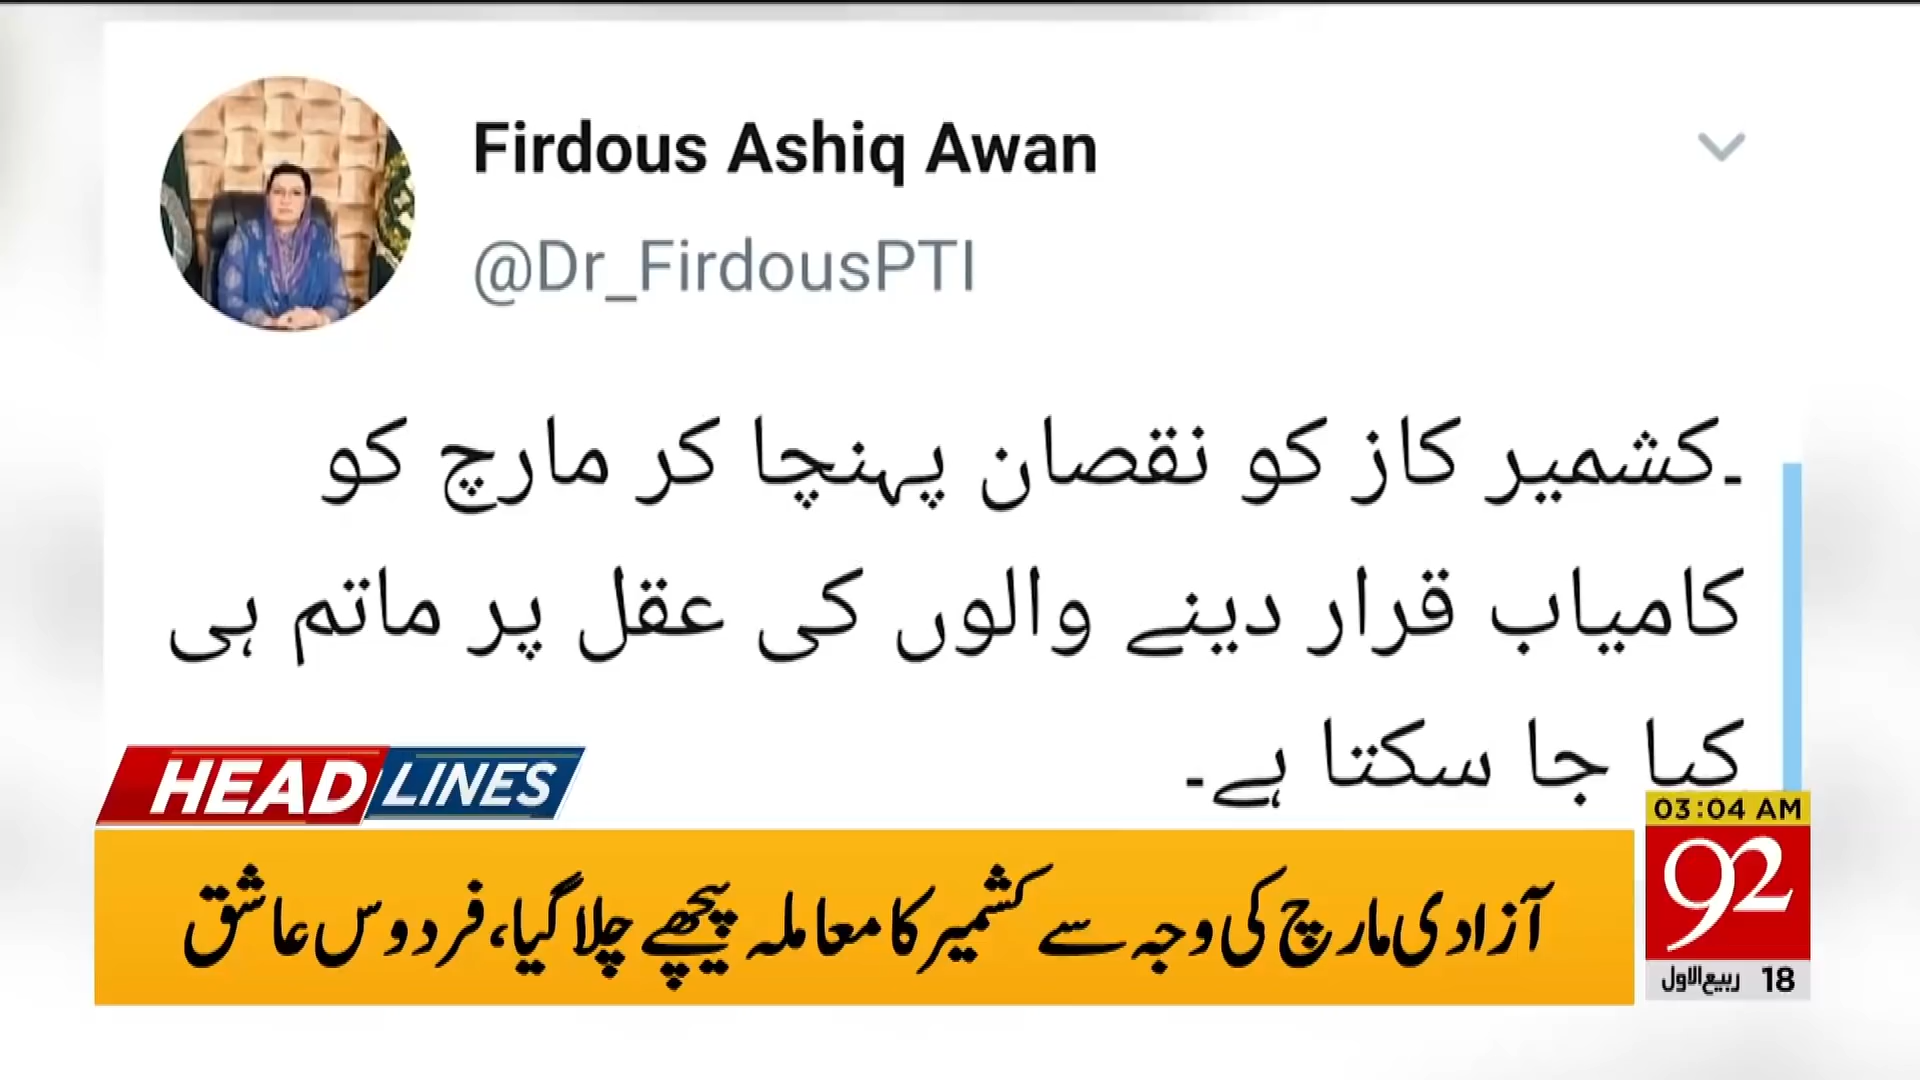 Firdous Ashiq Awan
@Dr_FirdousPTI
۔کشمیر کاز کو نقصان پہنچا کر مارچ کو
کامیاب قرار دینے والوں کی عقل پر ماتم ہی
کیا جا سکتا ہے۔
HEADLINES
03:04 AM
آزادی مارچ کی وجہ سے کشمیر کا معاملہ پیچھے چلا گیا، فردوس عاشق
92
18 ربیع الاول